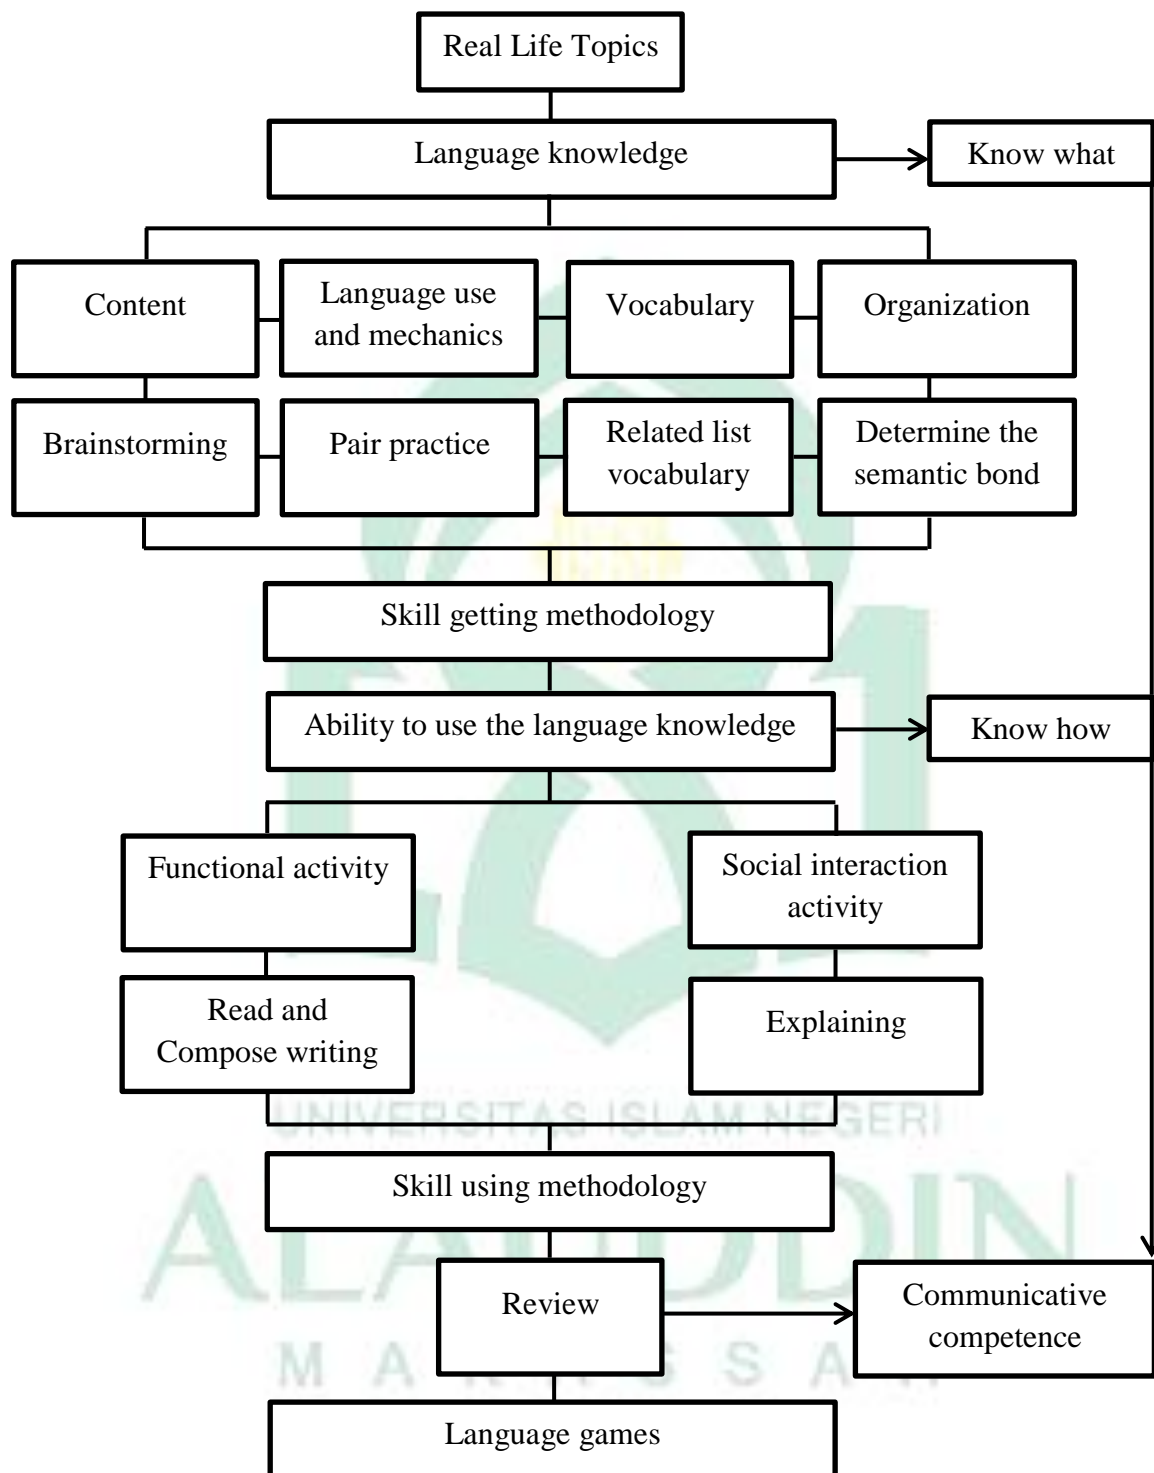 Real Life Topics
Language knowledge
Know what
Content
Language use
and mechanics
Vocabulary
Organization
Brainstorming
Pair practice
Related list
vocabulary
Determine the
semantic bond
Skill getting methodology
Ability to use the language knowledge
Know how
Functional activity
Social interaction
activity
Read and
Compose writing
Explaining
UNIVERSITAS ISLAM NEGERI
Skill using methodology
ALAUDDIN
Review
Communicative
competence
MAKASSAR
Language games